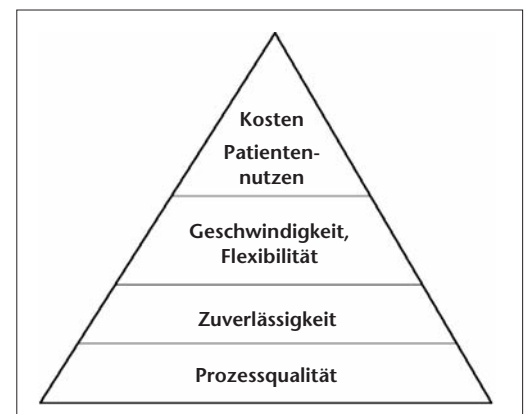 Kosten
Patienten-
nutzen
Geschwindigkeit,
Flexibilität
Zuverlässigkeit
Prozessqualität